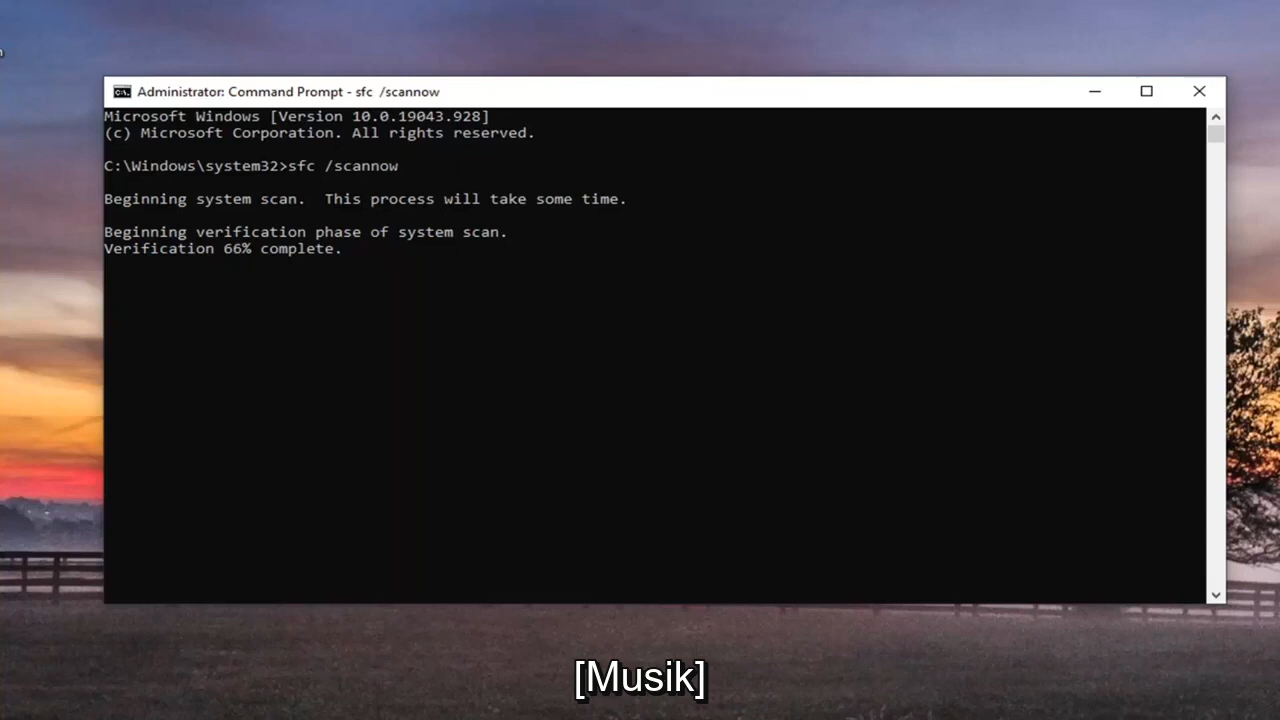 Administrator: Command Prompt - sfc  /scannow
Microsoft Windows [Version 10.0.19043.928]
(c) Microsoft Corporation. All rights reserved.
C:\Windows\system32>sfc /scannow
Beginning system scan.  This process will take some time.
Beginning verification phase of system scan.
Verification 66% complete.
[Musik]